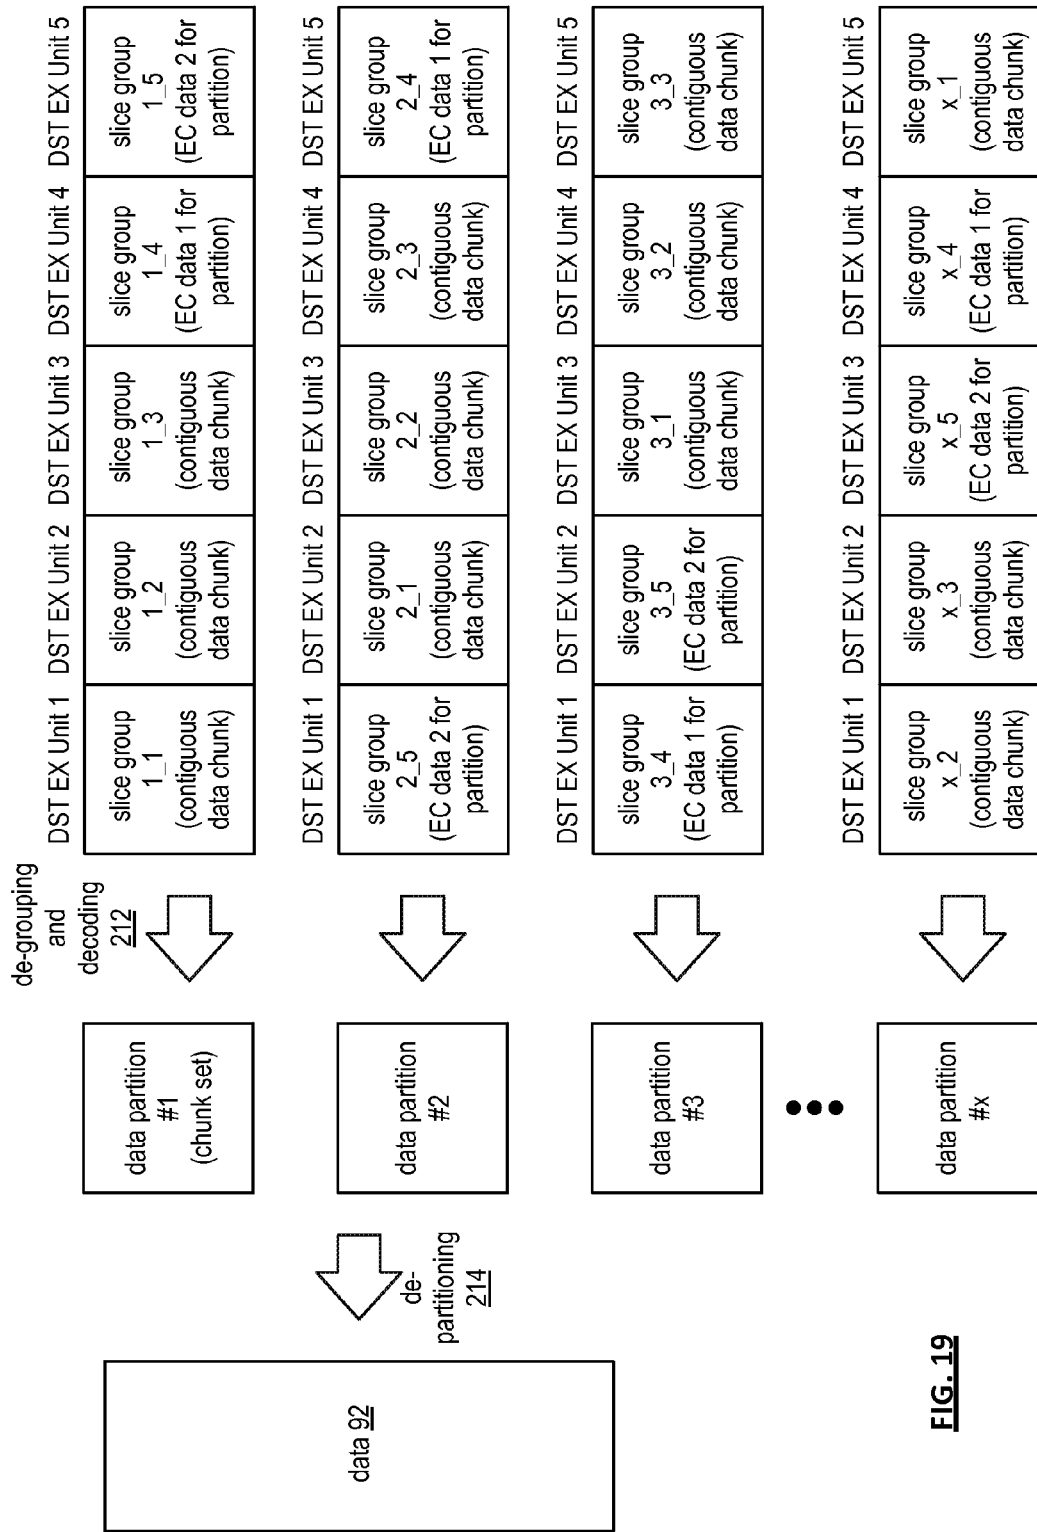 data 92
de-
partitioning
214
data partition
#1
(chunk set)
data partition
#2
data partition
#3
data partition
#x
de-grouping
and
decoding
212
DST EX Unit 1
slice group
1_1
(contiguous
data chunk)
DST EX Unit 2
slice group
1_2
(contiguous
data chunk)
DST EX Unit 3
slice group
1_3
(contiguous
data chunk)
DST EX Unit 4
slice group
1_4
(EC data 1 for
partition)
DST EX Unit 5
slice group
1_5
(EC data 2 for
partition)
DST EX Unit 1
slice group
2_5
(EC data 2 for
partition)
DST EX Unit 2
slice group
2_1
(contiguous
data chunk)
DST EX Unit 3
slice group
2_2
(contiguous
data chunk)
DST EX Unit 4
slice group
2_3
(contiguous
data chunk)
DST EX Unit 5
slice group
2_4
(EC data 1 for
partition)
DST EX Unit 1
slice group
3_4
(EC data 1 for
partition)
DST EX Unit 2
slice group
3_5
(EC data 2 for
partition)
DST EX Unit 3
slice group
3_1
(contiguous
data chunk)
DST EX Unit 4
slice group
3_2
(contiguous
data chunk)
DST EX Unit 5
slice group
3_3
(contiguous
data chunk)
DST EX Unit 1
slice group
x_2
(contiguous
data chunk)
DST EX Unit 2
slice group
x_3
(contiguous
data chunk)
DST EX Unit 3
slice group
x_5
(EC data 2 for
partition)
DST EX Unit 4
slice group
x_4
(EC data 1 for
partition)
DST EX Unit 5
slice group
x_1
(contiguous
data chunk)
FIG. 19